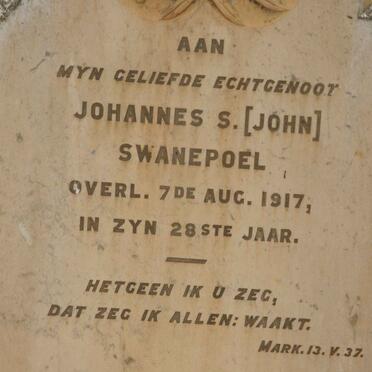 AAN
MYN GELIEFDE ECHTGENOOT
JOHANNES S. [JOHN]
SWANEPOEL
OVERL. 7DE AUG. 1917,
IN ZYN 28STE JAAR.
HETGEEN IK U ZEG,
DAT ZEG IK ALLEN: WAAKT.
MARK. 13. V. 37.